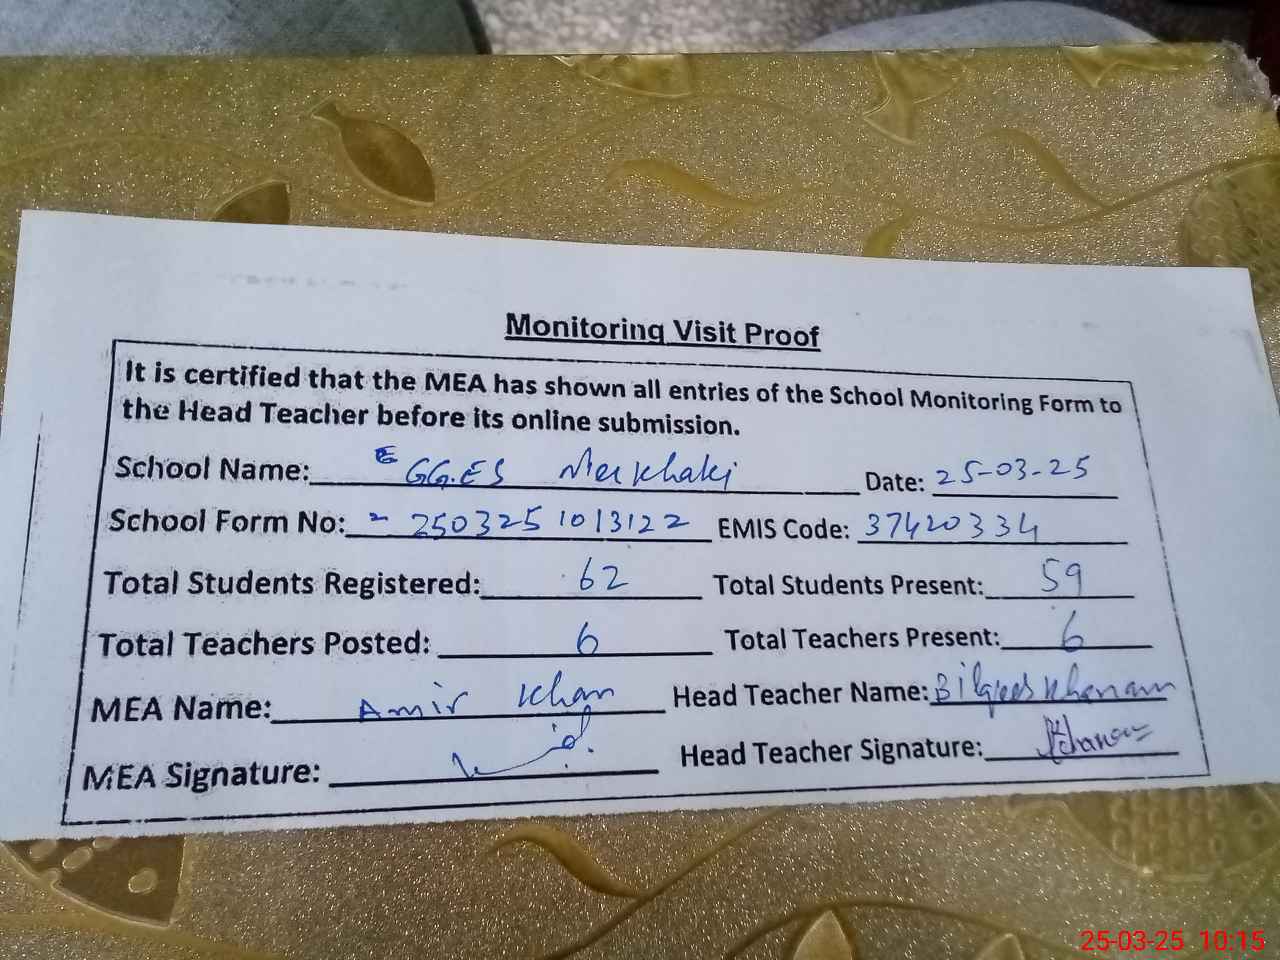 Monitoring Visit Proof
It is certified that the MEA has shown all entries of the School Monitoring Form to
the Head Teacher before its online submission.
School Name: GGES Merkhaki Date: 25-03-25
School Form No: 2503251013122 EMIS Code: 37420334
Total Students Registered: 62 Total Students Present: 59
Total Teachers Posted: 6 Total Teachers Present: 6
MEA Name: Amir Khan Head Teacher Name: Bilqees Khanam
MEA Signature: Head Teacher Signature:
25-03-25 10:15